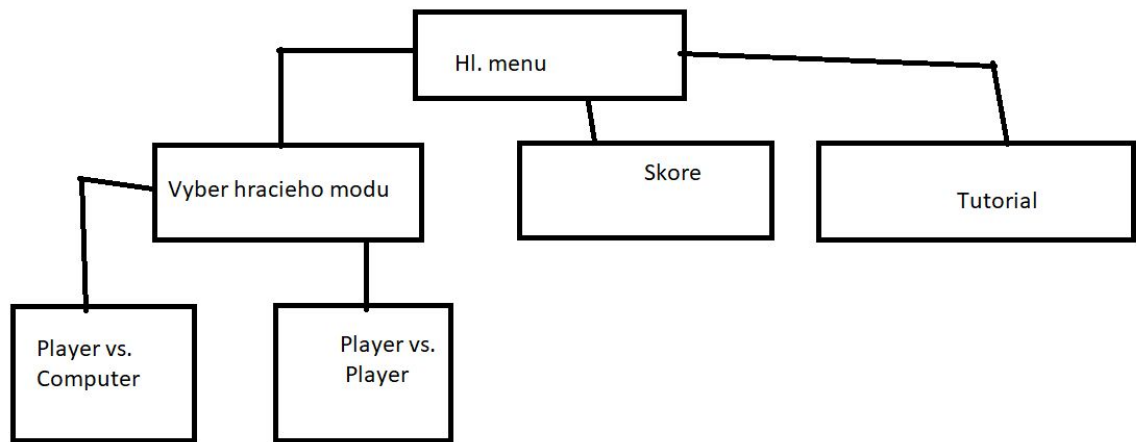 Hl. menu
Vyber hracieho modu
Skore
Tutorial
Player vs.
Computer
Player vs.
Player